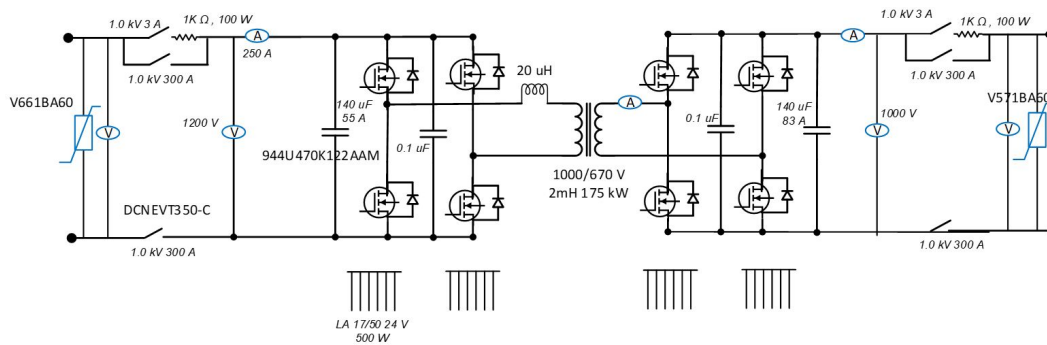 1.0 kV 3 A
1K Ω, 100 W
A
250 A
1.0 kV 300 A
V661BA60
V
1200 V
V
140 uF
55 A
944U470K122AAM
0.1 uF
20 uH
1000/670 V
2mH 175 kW
DCNEVT350-C
1.0 kV 300 A
LA 17/50 24 V
500 W
A
0.1 uF
140 uF
83 A
A
1000 V
V
1.0 kV 3 A
1K Ω, 100 W
1.0 kV 300 A
V571BA60
V
1.0 kV 300 A